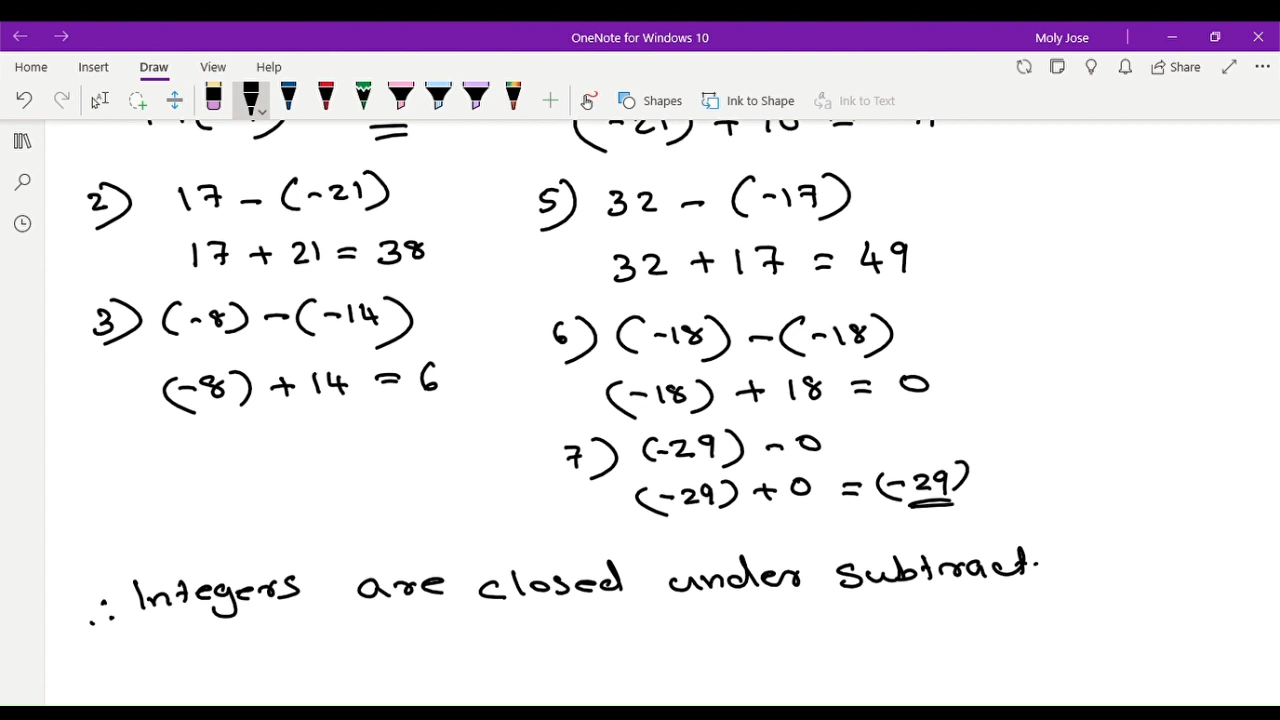 OneNote for Windows 10
Moly Jose
Home Insert Draw View Help
Share
Shapes Ink to Shape Ink to Text
(-21) + 10 =
2) 17 - (-21)
17 + 21 = 38
3) (-8) - (-14)
(-8) + 14 = 6
5) 32 - (-17)
32 + 17 = 49
6) (-18) - (-18)
(-18) + 18 = 0
7) (-29) - 0
(-29) + 0 = (-29)
∴ Integers are closed under subtract.